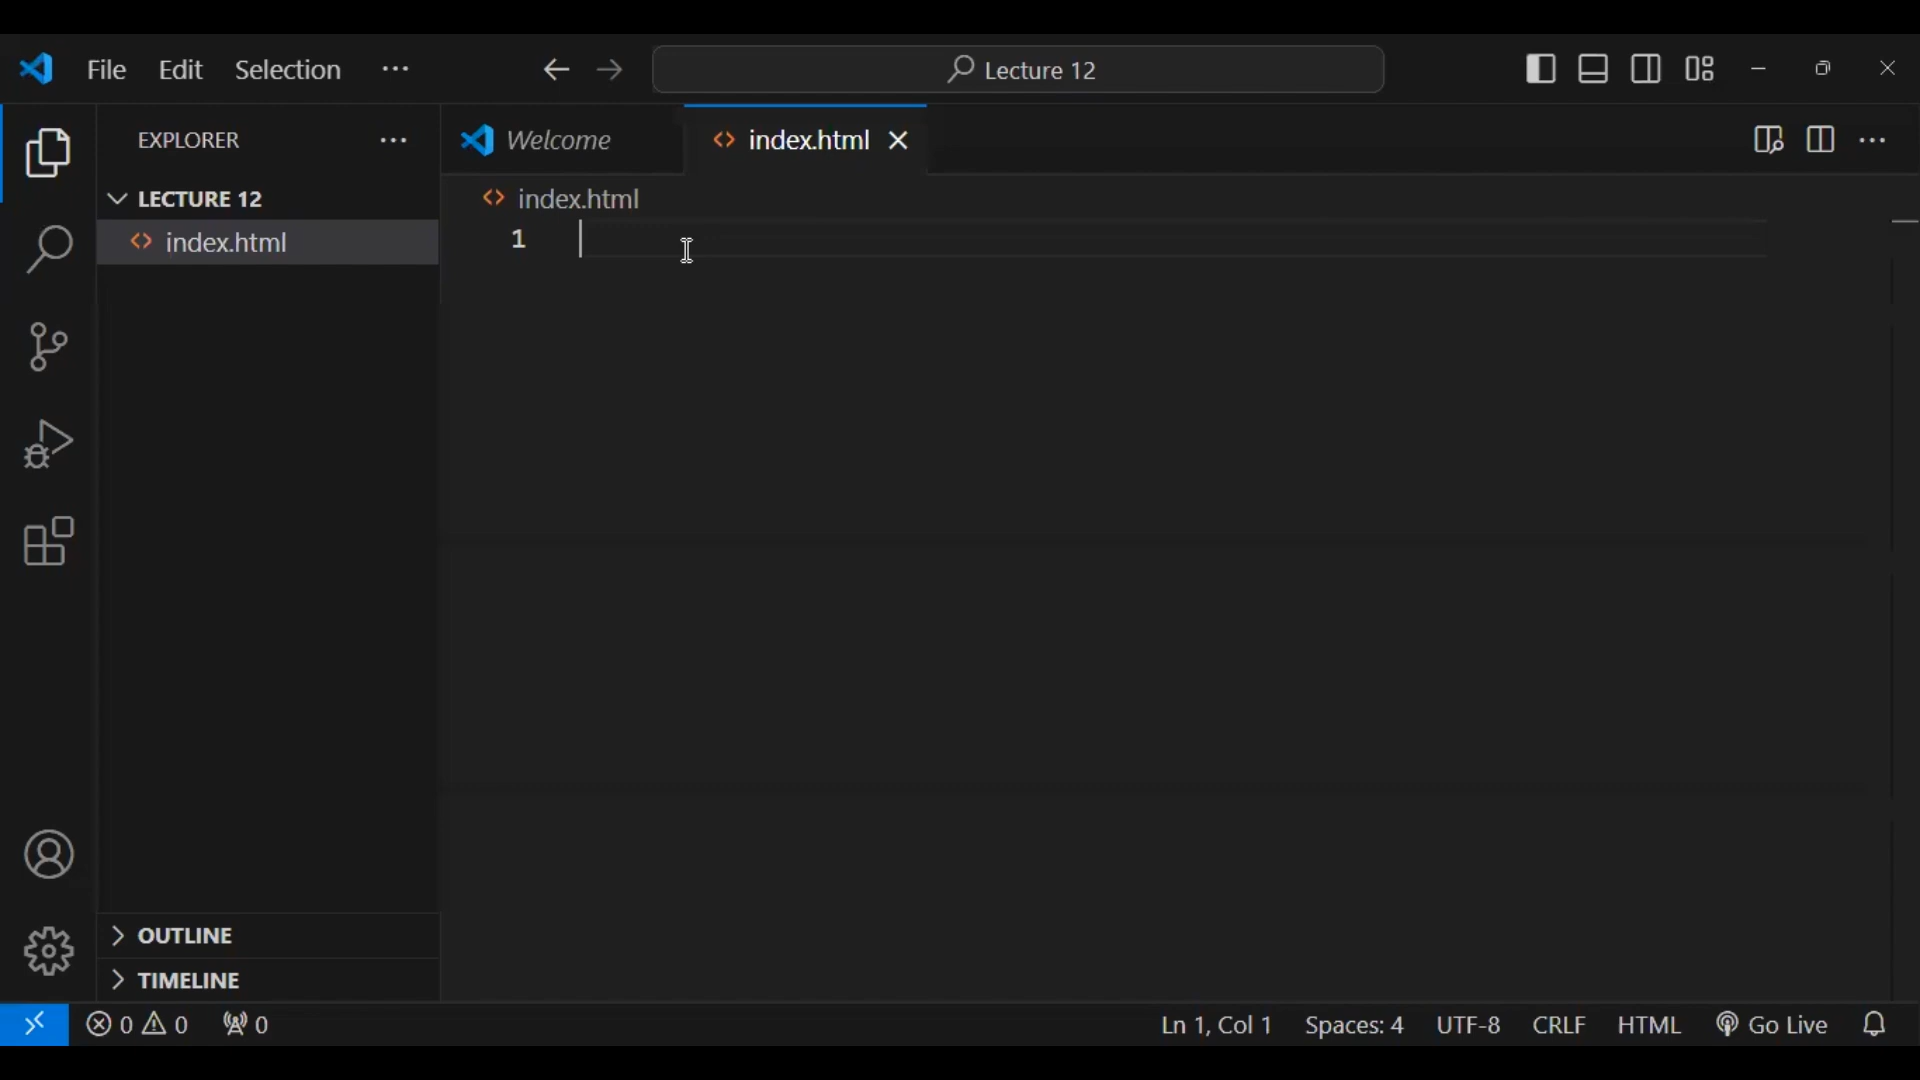 File Edit Selection ··· Lecture 12
EXPLORER ··· Welcome index.html
LECTURE 12 index.html
index.html 1
OUTLINE
TIMELINE
0 0 0 Ln 1, Col 1 Spaces: 4 UTF-8 CRLF HTML Go Live